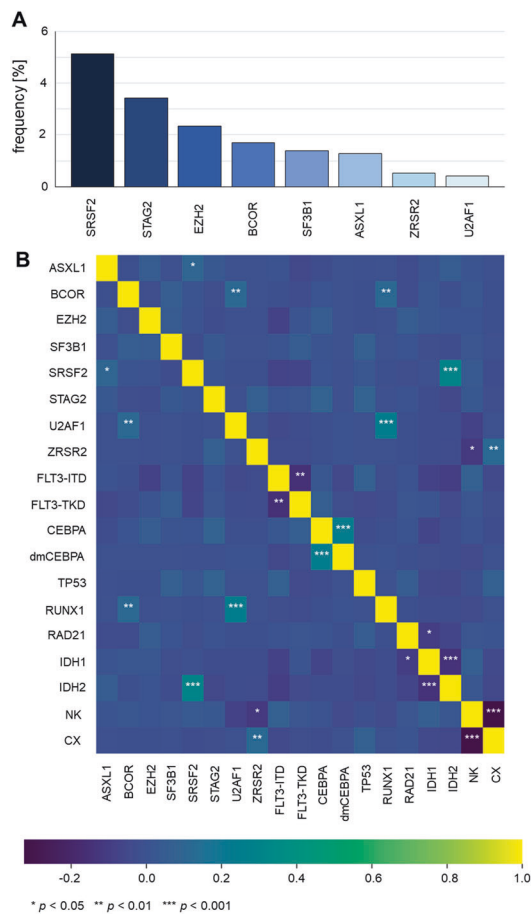 A
frequency [%]
6
4
2
0
SRSF2
STAG2
EZH2
BCOR
SF3B1
ASXL1
ZRSR2
U2AF1
B
ASXL1 *
BCOR ** **
EZH2
SF3B1
SRSF2 * ***
STAG2
U2AF1 ** ***
ZRSR2 * **
FLT3-ITD **
FLT3-TKD **
CEBPA ***
dmCEBPA ***
TP53
RUNX1 ** ***
RAD21 *
IDH1 * ***
IDH2 *** ***
NK * ***
CX ** ***
ASXL1
BCOR
EZH2
SF3B1
SRSF2
STAG2
U2AF1
ZRSR2
FLT3-ITD
FLT3-TKD
CEBPA
dmCEBPA
TP53
RUNX1
RAD21
IDH1
IDH2
NK
CX
-0.2 0.0 0.2 0.4 0.6 0.8 1.0
* p < 0.05 ** p < 0.01 *** p < 0.001